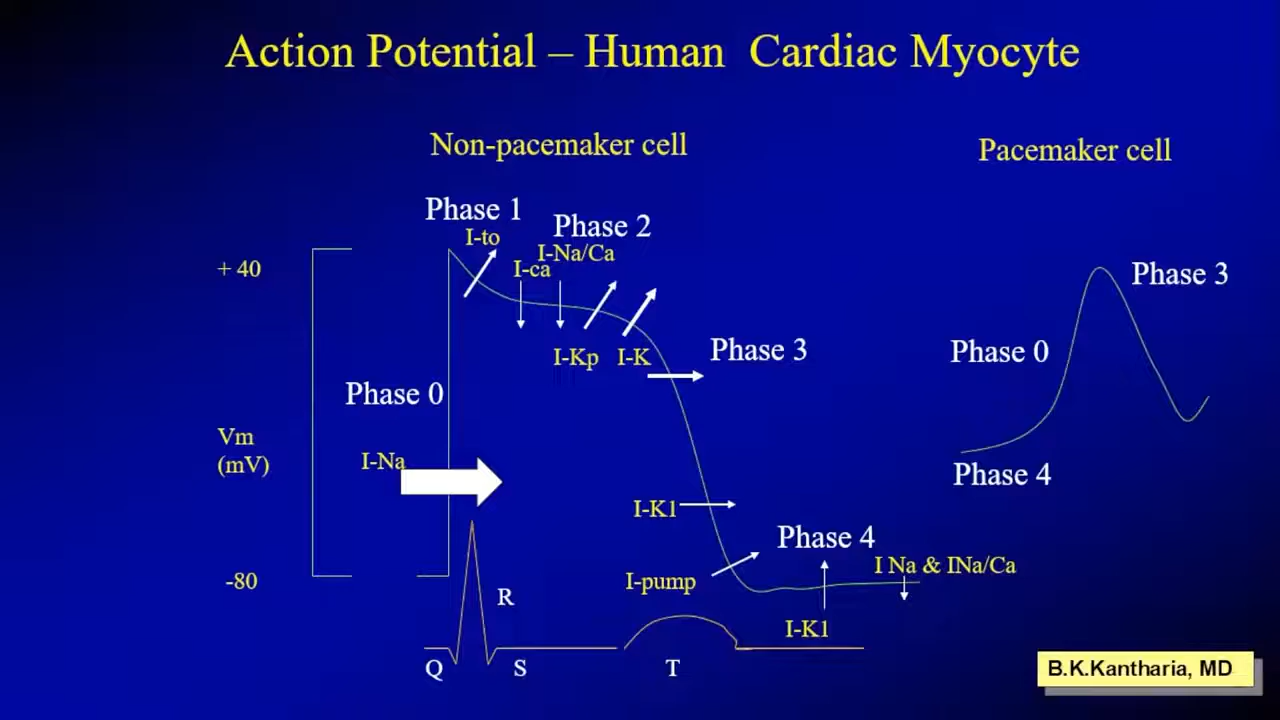 Action Potential – Human Cardiac Myocyte
Non-pacemaker cell
Pacemaker cell
Phase 1
Phase 2
I-to
I-Na/Ca
I-ca
+ 40
Phase 3
Phase 3
Phase 0
I-Kp
I-K
Phase 0
Vm
(mV)
I-Na
Phase 4
I-K1
Phase 4
I Na & INa/Ca
-80
I-pump
R
I-K1
Q
S
T
B.K.Kantharia, MD